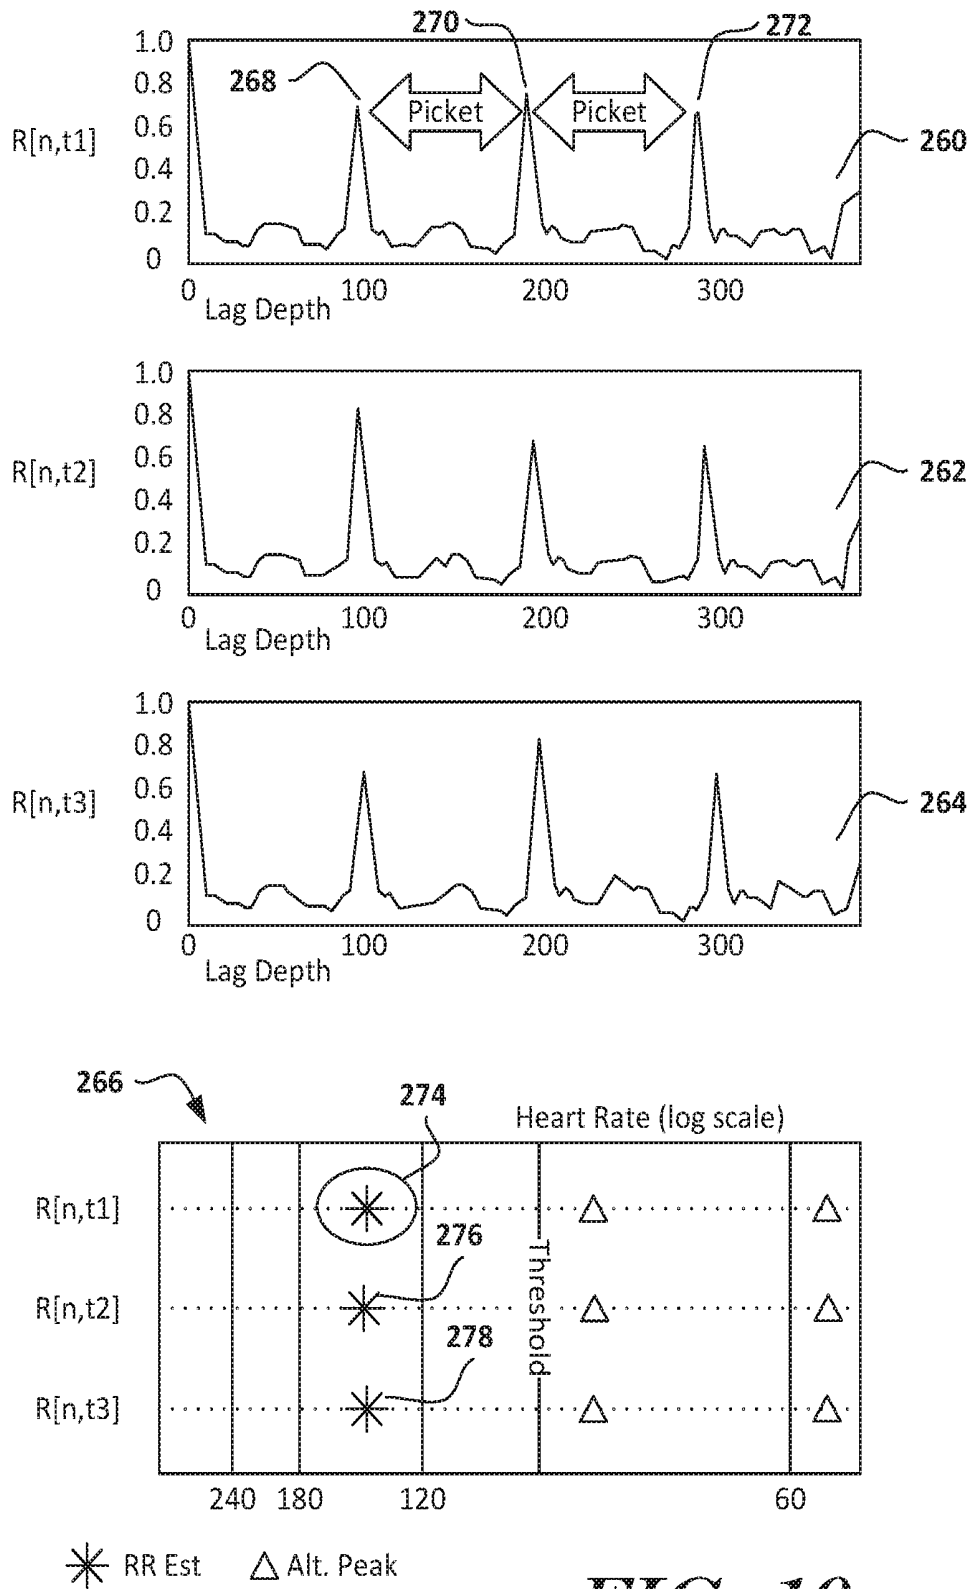 270
272
268
1.0
0.8
0.6
0.4
0.2
0
R[n,t1]
Picket
Picket
260
0 100 200 300
Lag Depth
1.0
0.8
0.6
0.4
0.2
0
R[n,t2]
262
0 100 200 300
Lag Depth
1.0
0.8
0.6
0.4
0.2
0
R[n,t3]
264
0 100 200 300
Lag Depth
266
274
Heart Rate (log scale)
R[n,t1]
276
R[n,t2]
278
R[n,t3]
Threshold
240 180 120 60
RR Est
Alt. Peak